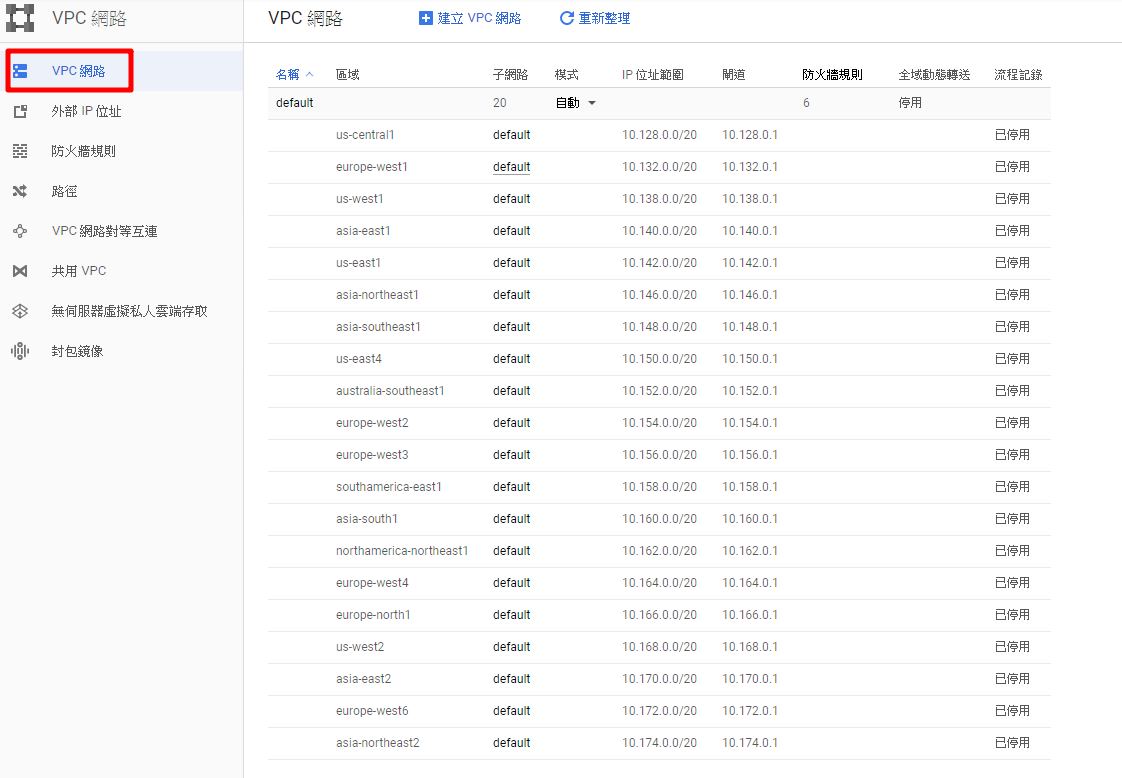 VPC 網路
VPC 網路 建立 VPC 網路 重新整理
VPC 網路
外部 IP 位址
防火牆規則
路徑
VPC 網路對等互連
共用 VPC
無伺服器虛擬私人雲端存取
封包鏡像
名稱 區域 子網路 模式 IP 位址範圍 閘道 防火牆規則 全域動態轉送 流程記錄
default 20 自動 6 停用
us-central1 default 10.128.0.0/20 10.128.0.1 已停用
europe-west1 default 10.132.0.0/20 10.132.0.1 已停用
us-west1 default 10.138.0.0/20 10.138.0.1 已停用
asia-east1 default 10.140.0.0/20 10.140.0.1 已停用
us-east1 default 10.142.0.0/20 10.142.0.1 已停用
asia-northeast1 default 10.146.0.0/20 10.146.0.1 已停用
asia-southeast1 default 10.148.0.0/20 10.148.0.1 已停用
us-east4 default 10.150.0.0/20 10.150.0.1 已停用
australia-southeast1 default 10.152.0.0/20 10.152.0.1 已停用
europe-west2 default 10.154.0.0/20 10.154.0.1 已停用
europe-west3 default 10.156.0.0/20 10.156.0.1 已停用
southamerica-east1 default 10.158.0.0/20 10.158.0.1 已停用
asia-south1 default 10.160.0.0/20 10.160.0.1 已停用
northamerica-northeast1 default 10.162.0.0/20 10.162.0.1 已停用
europe-west4 default 10.164.0.0/20 10.164.0.1 已停用
europe-north1 default 10.166.0.0/20 10.166.0.1 已停用
us-west2 default 10.168.0.0/20 10.168.0.1 已停用
asia-east2 default 10.170.0.0/20 10.170.0.1 已停用
europe-west6 default 10.172.0.0/20 10.172.0.1 已停用
asia-northeast2 default 10.174.0.0/20 10.174.0.1 已停用